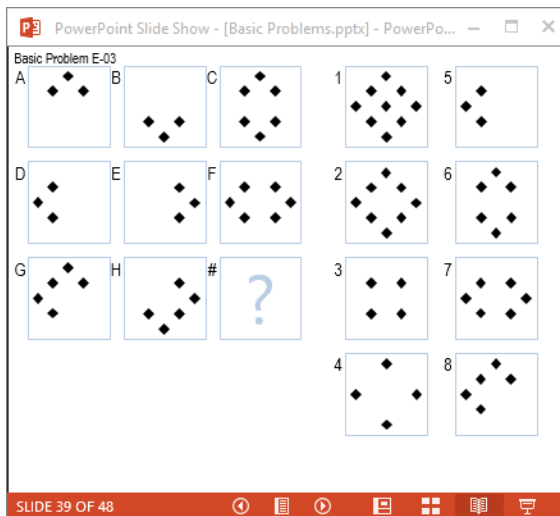 PowerPoint Slide Show - [Basic Problems.pptx] - PowerPo...
Basic Problem E-03
A B C 1 5
D E F 2 6
G H # ? 3 7
4 8
SLIDE 39 OF 48